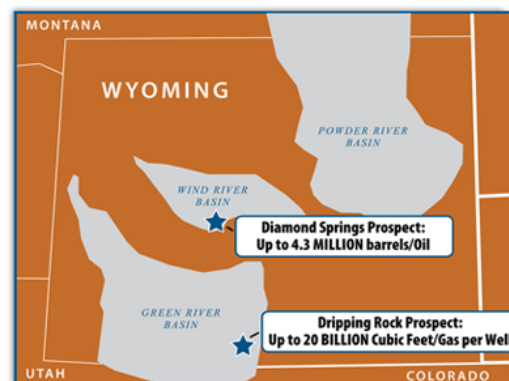 MONTANA
WYOMING
POWDER RIVER
BASIN
WIND RIVER
BASIN
Diamond Springs Prospect:
Up to 4.3 MILLION barrels/Oil
GREEN RIVER
BASIN
Dripping Rock Prospect:
Up to 20 BILLION Cubic Feet/Gas per Well
UTAH
COLORADO